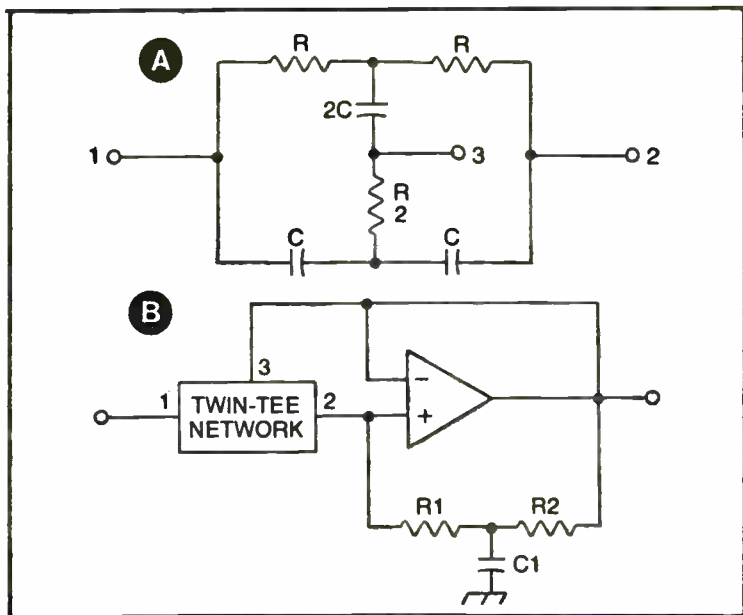 A
R R
2C
1 3 2
R
2
C C
B
3
1 2
TWIN-TEE
NETWORK
−
+
R1 R2
C1